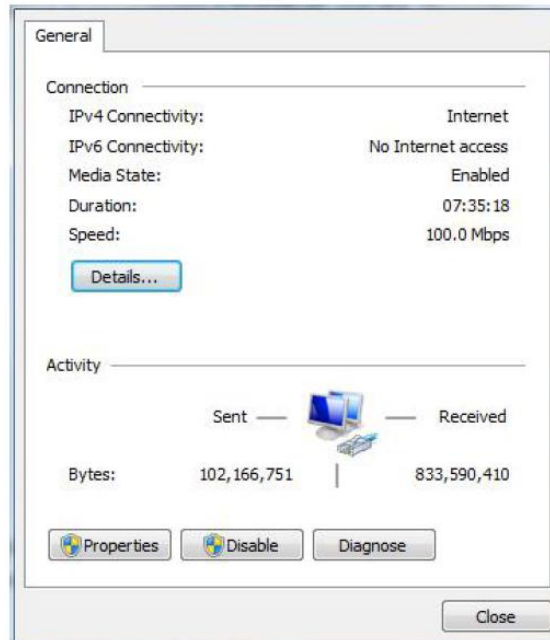 General
Connection
IPv4 Connectivity: Internet
IPv6 Connectivity: No Internet access
Media State: Enabled
Duration: 07:35:18
Speed: 100.0 Mbps
Details...
Activity
Sent Received
Bytes: 102,166,751 833,590,410
Properties Disable Diagnose
Close